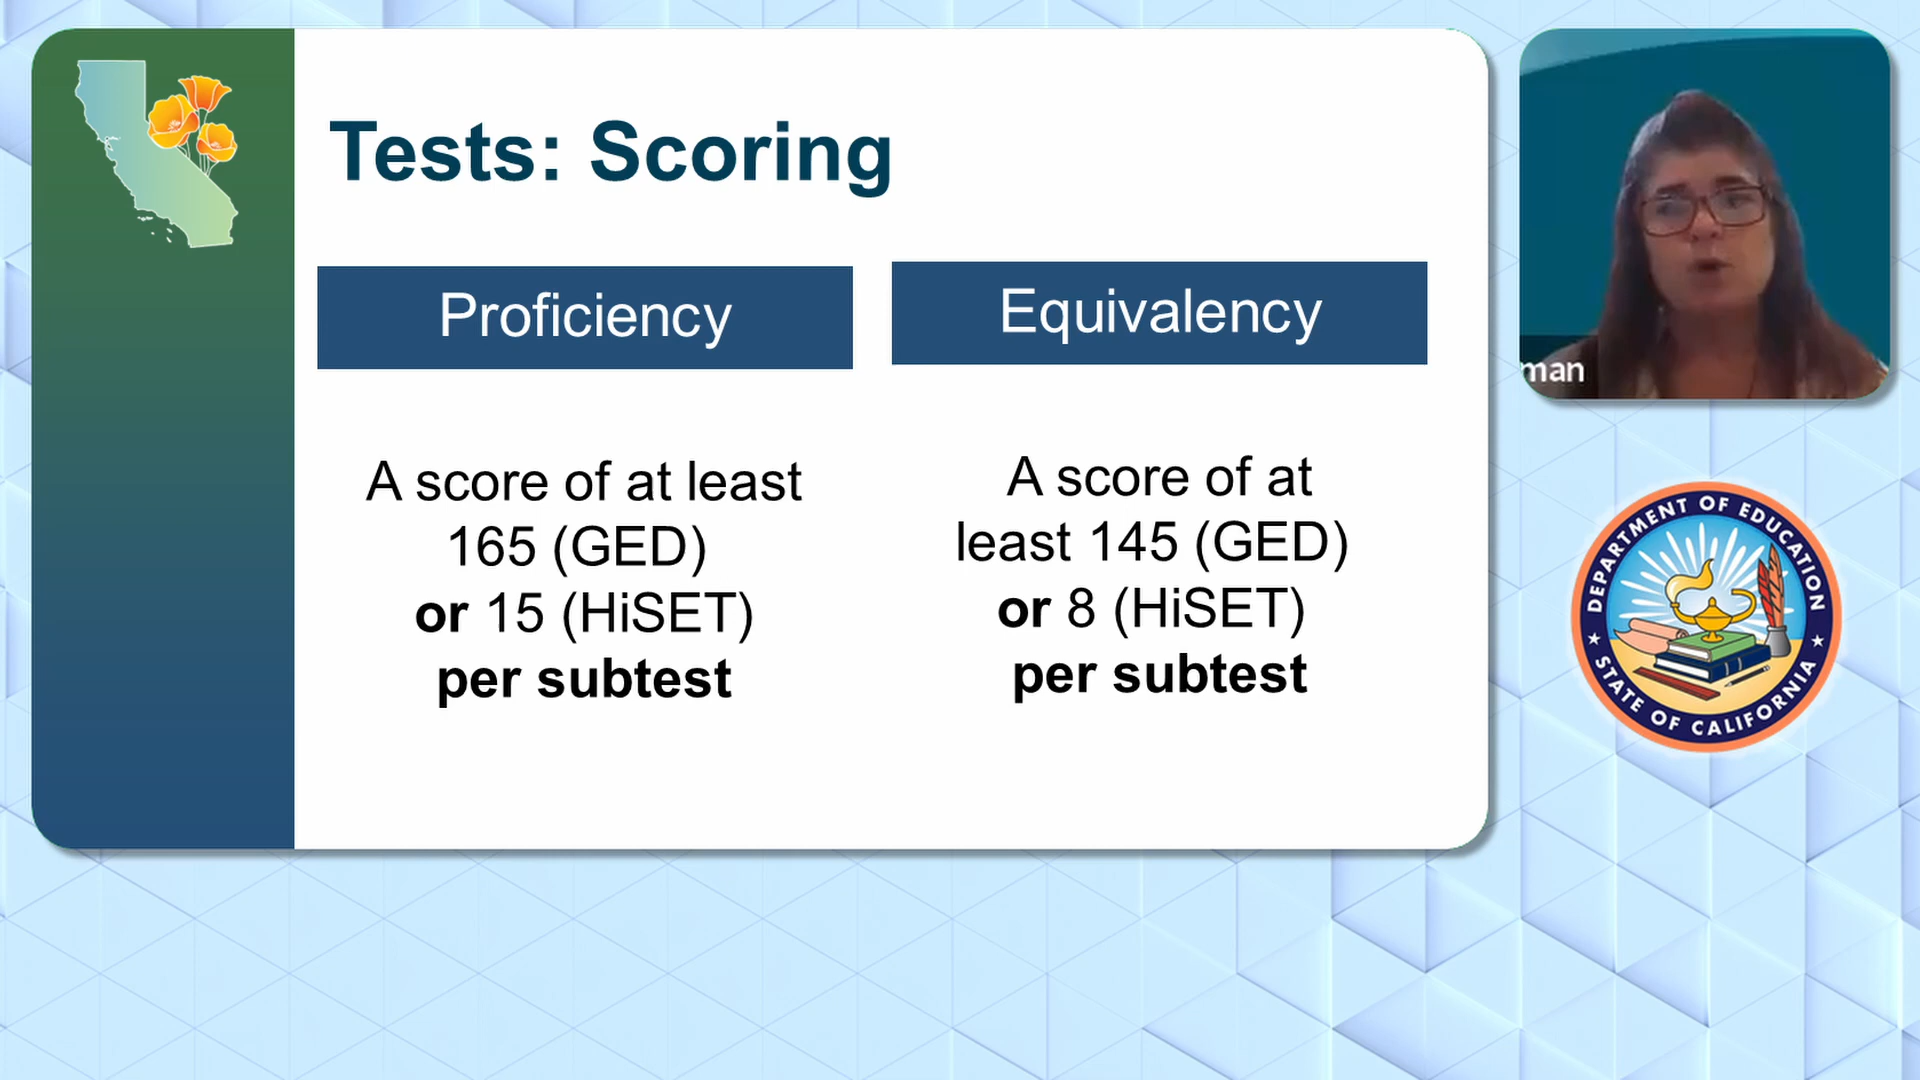 Tests: Scoring
Proficiency
Equivalency
A score of at least
165 (GED)
or 15 (HiSET)
per subtest
A score of at
least 145 (GED)
or 8 (HiSET)
per subtest
man
DEPARTMENT OF EDUCATION
STATE OF CALIFORNIA